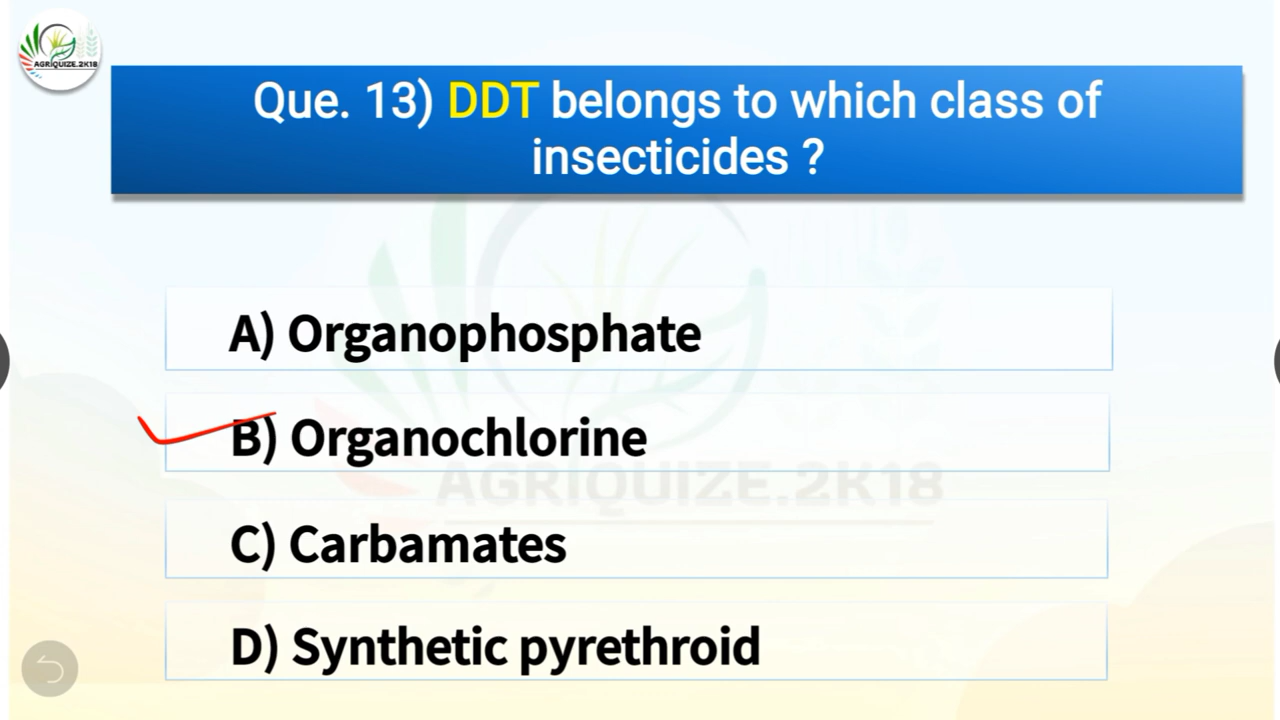 AGRIQUIZE.2K18
Que. 13) DDT belongs to which class of
insecticides ?
A) Organophosphate
B) Organochlorine
AGRIQUIZE.2K18
C) Carbamates
D) Synthetic pyrethroid